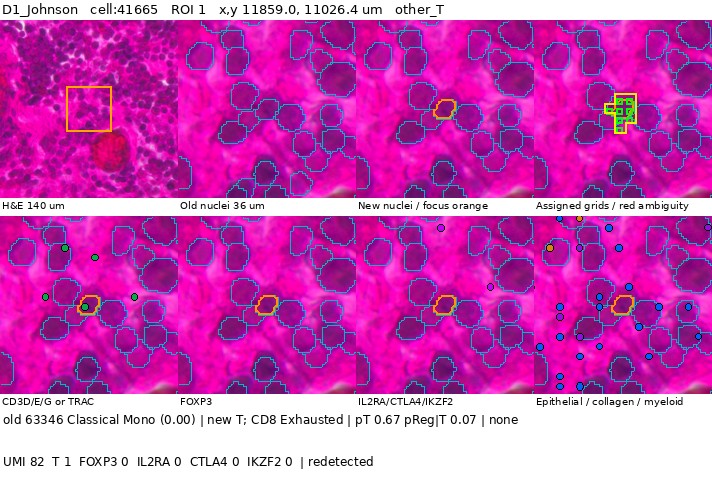 D1_Johnson cell:41665 ROI 1 x,y 11859.0, 11026.4 um other_T
H&E 140 um
Old nuclei 36 um
New nuclei / focus orange
Assigned grids / red ambiguity
CD3D/E/G or TRAC
FOXP3
IL2RA/CTLA4/IKZF2
Epithelial / collagen / myeloid
old 63346 Classical Mono (0.00) | new T; CD8 Exhausted | pT 0.67 pReg|T 0.07 | none
UMI 82 T 1 FOXP3 0 IL2RA 0 CTLA4 0 IKZF2 0 | redetected